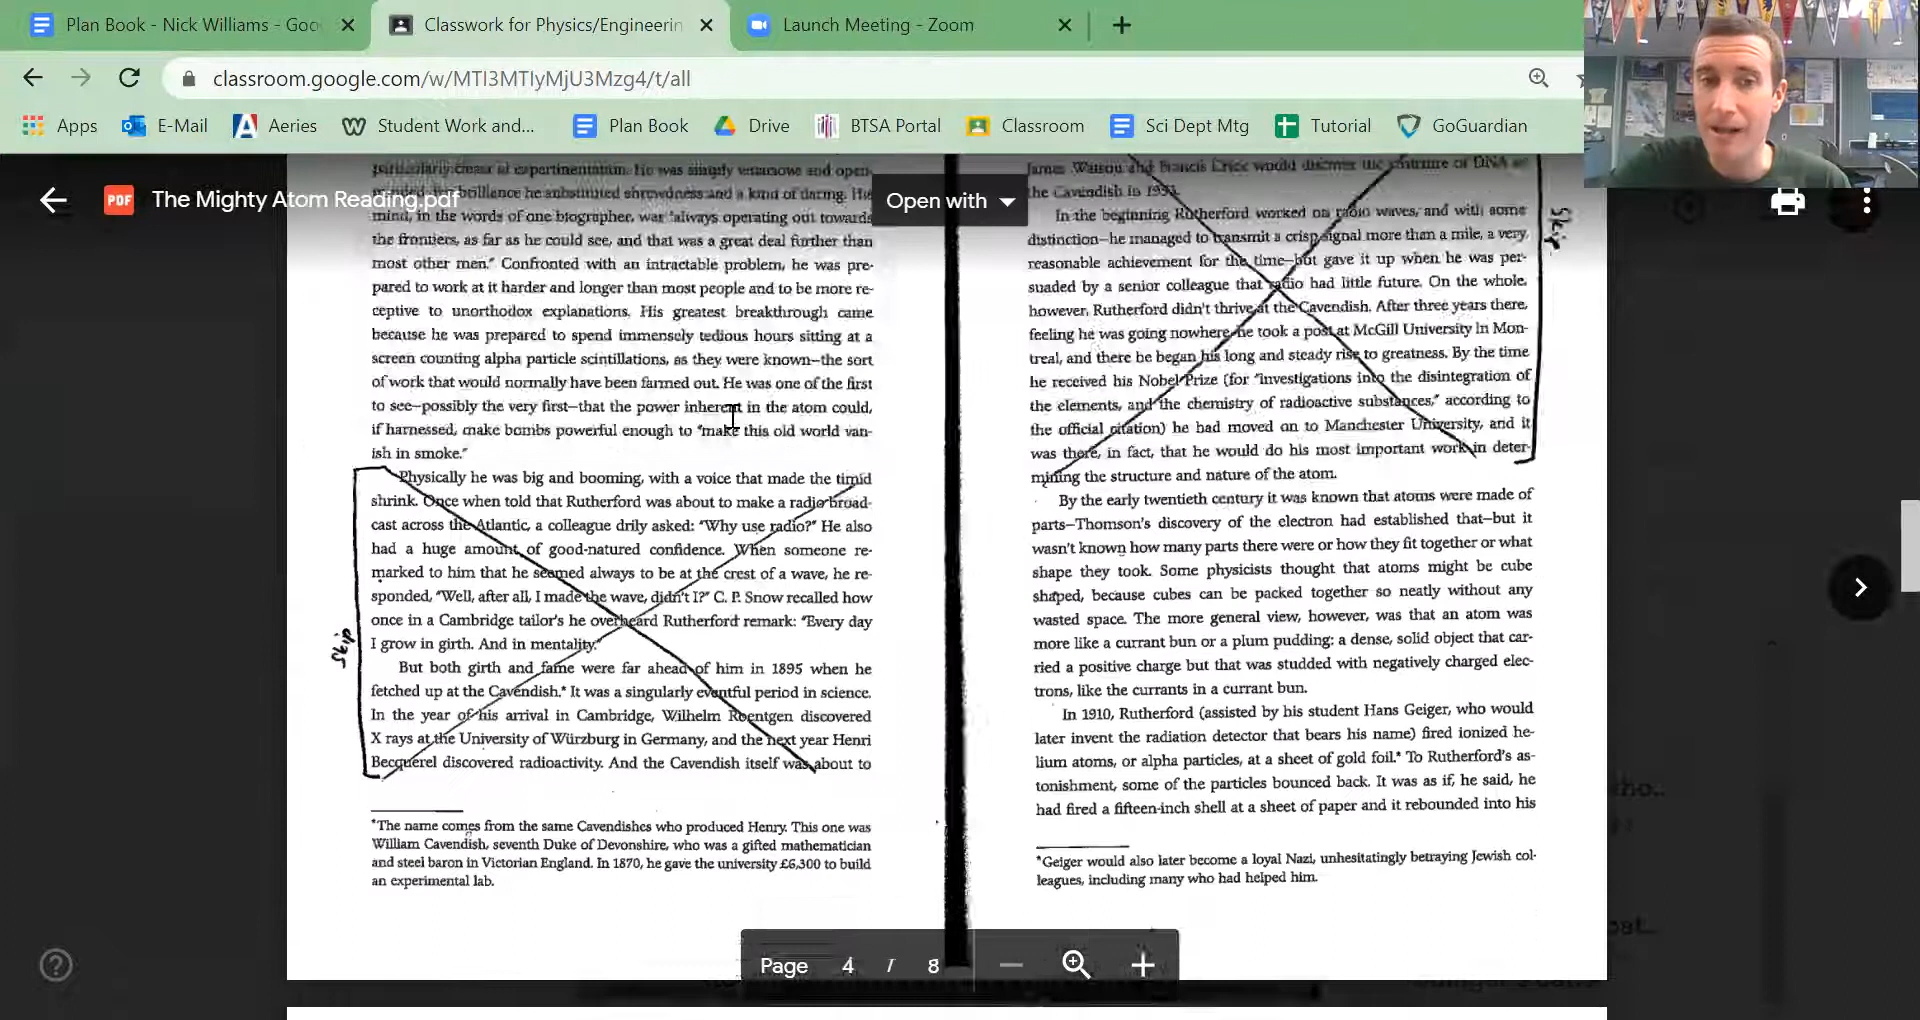 Plan Book - Nick Williams - Goo
Classwork for Physics/Engineerin
Launch Meeting - Zoom
classroom.google.com/w/MTI3MTIyMjU3Mzg4/t/all
Apps E-Mail Aeries Student Work and... Plan Book Drive BTSA Portal Classroom Sci Dept Mtg Tutorial GoGuardian
PDF The Mighty Atom Reading.pdf
Open with
brilliance he substituted shrewdness and a kind of daring. His
mind, in the words of one biographer, was "always operating out towards
the frontiers, as far as he could see, and that was a great deal further than
most other men." Confronted with an intractable problem, he was pre-
pared to work at it harder and longer than most people and to be more re-
ceptive to unorthodox explanations. His greatest breakthrough came
because he was prepared to spend immensely tedious hours sitting at a
screen counting alpha particle scintillations, as they were known—the sort
of work that would normally have been farmed out. He was one of the first
to see—possibly the very first—that the power inherent in the atom could,
if harnessed, make bombs powerful enough to "make this old world van-
ish in smoke."
Physically he was big and booming, with a voice that made the timid
shrink. Once when told that Rutherford was about to make a radio broad-
cast across the Atlantic, a colleague drily asked: "Why use radio?" He also
had a huge amount of good-natured confidence. When someone re-
marked to him that he seemed always to be at the crest of a wave, he re-
sponded, "Well, after all, I made the wave, didn't I?" C. P. Snow recalled how
once in a Cambridge tailor's he overheard Rutherford remark: "Every day
I grow in girth. And in mentality."
But both girth and fame were far ahead of him in 1895 when he
fetched up at the Cavendish.* It was a singularly eventful period in science.
In the year of his arrival in Cambridge, Wilhelm Roentgen discovered
X rays at the University of Würzburg in Germany, and the next year Henri
Becquerel discovered radioactivity. And the Cavendish itself was about to
Skip
*The name comes from the same Cavendishes who produced Henry. This one was
William Cavendish, seventh Duke of Devonshire, who was a gifted mathematician
and steel baron in Victorian England. In 1870, he gave the university £6,300 to build
an experimental lab.
James Watson and Francis Crick would discover the structure of DNA at
the Cavendish in 1953.
In the beginning Rutherford worked on radio waves, and with some
distinction—he managed to transmit a crisp signal more than a mile, a very
reasonable achievement for the time—but gave it up when he was per-
suaded by a senior colleague that radio had little future. On the whole,
however, Rutherford didn't thrive at the Cavendish. After three years there,
feeling he was going nowhere, he took a post at McGill University in Mon-
treal, and there he began his long and steady rise to greatness. By the time
he received his Nobel Prize (for "investigations into the disintegration of
the elements, and the chemistry of radioactive substances," according to
the official citation) he had moved on to Manchester University, and it
was there, in fact, that he would do his most important work in deter-
mining the structure and nature of the atom.
Skip
By the early twentieth century it was known that atoms were made of
parts—Thomson's discovery of the electron had established that—but it
wasn't known how many parts there were or how they fit together or what
shape they took. Some physicists thought that atoms might be cube
shaped, because cubes can be packed together so neatly without any
wasted space. The more general view, however, was that an atom was
more like a currant bun or a plum pudding: a dense, solid object that car-
ried a positive charge but that was studded with negatively charged elec-
trons, like the currants in a currant bun.
In 1910, Rutherford (assisted by his student Hans Geiger, who would
later invent the radiation detector that bears his name) fired ionized he-
lium atoms, or alpha particles, at a sheet of gold foil.* To Rutherford's as-
tonishment, some of the particles bounced back. It was as if, he said, he
had fired a fifteen-inch shell at a sheet of paper and it rebounded into his
*Geiger would also later become a loyal Nazi, unhesitatingly betraying Jewish col-
leagues, including many who had helped him.
Page 4 / 8